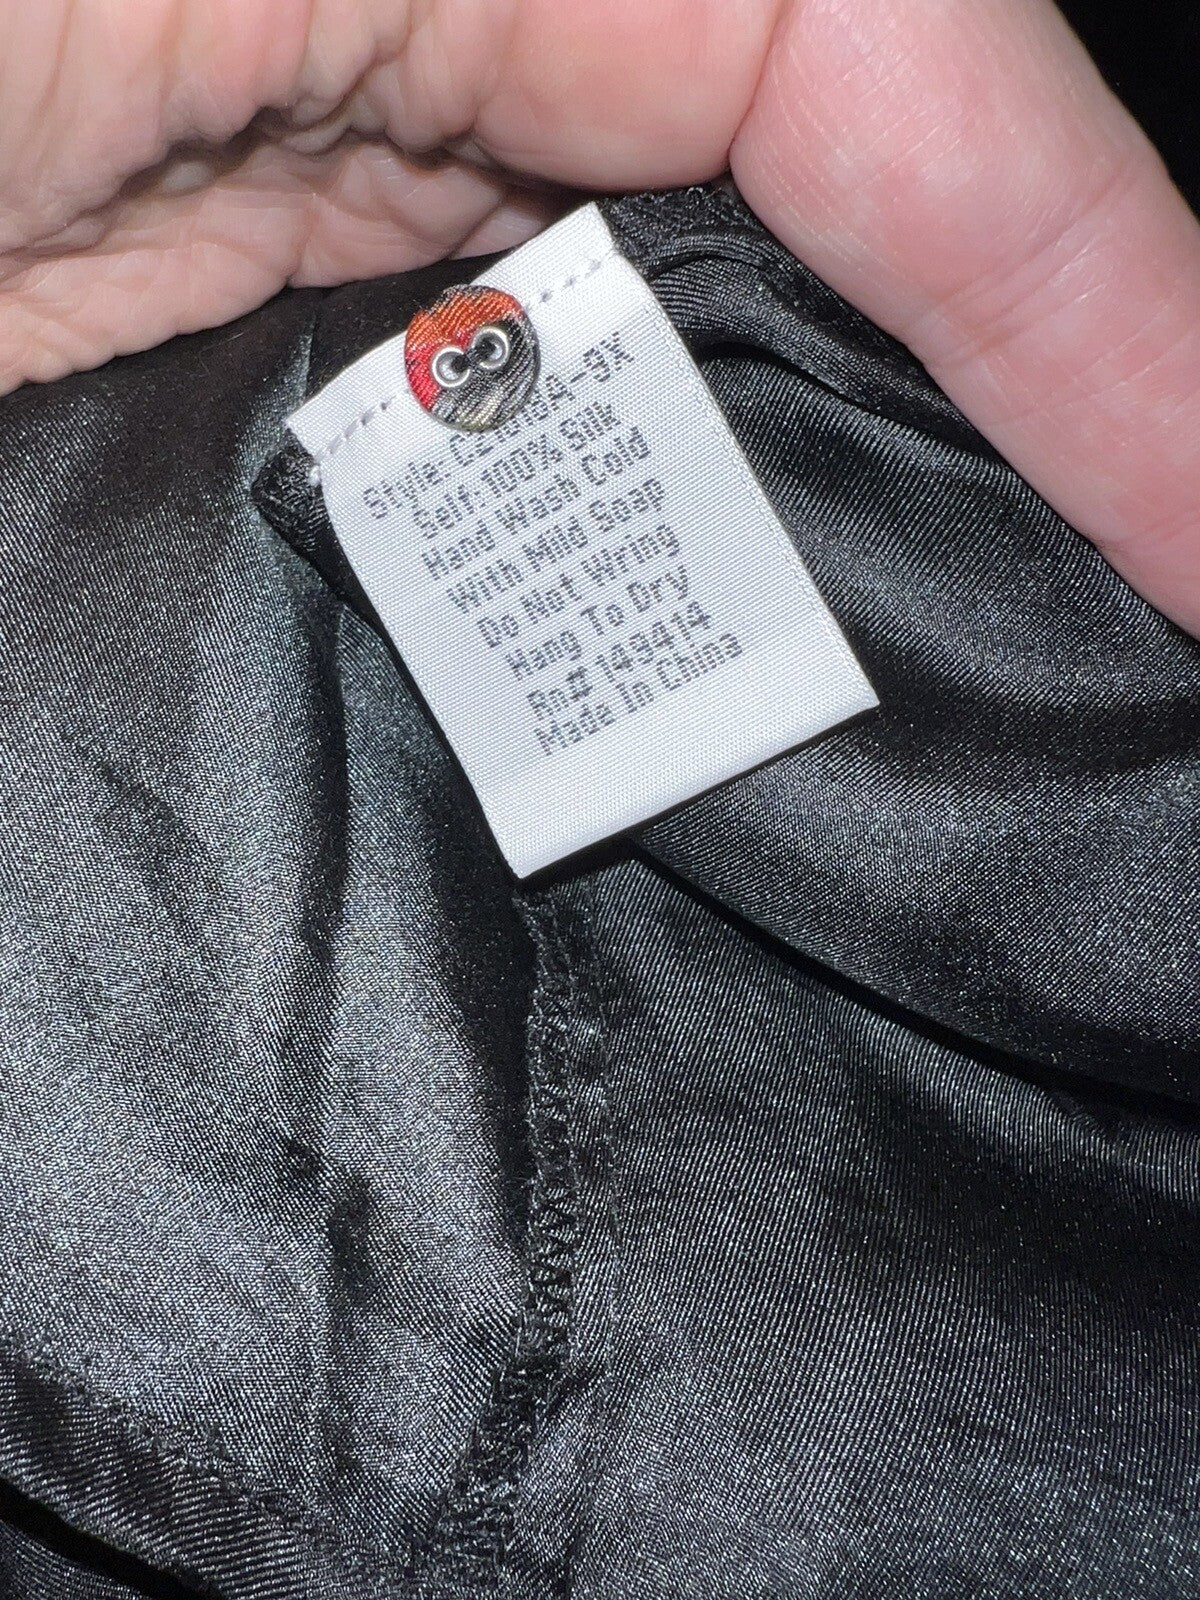 Style:
Self:100% Silk
Hand Wash Cold
With Mild Soap
Do Not Wring
Hang To Dry
Rn# 149414
Made In China